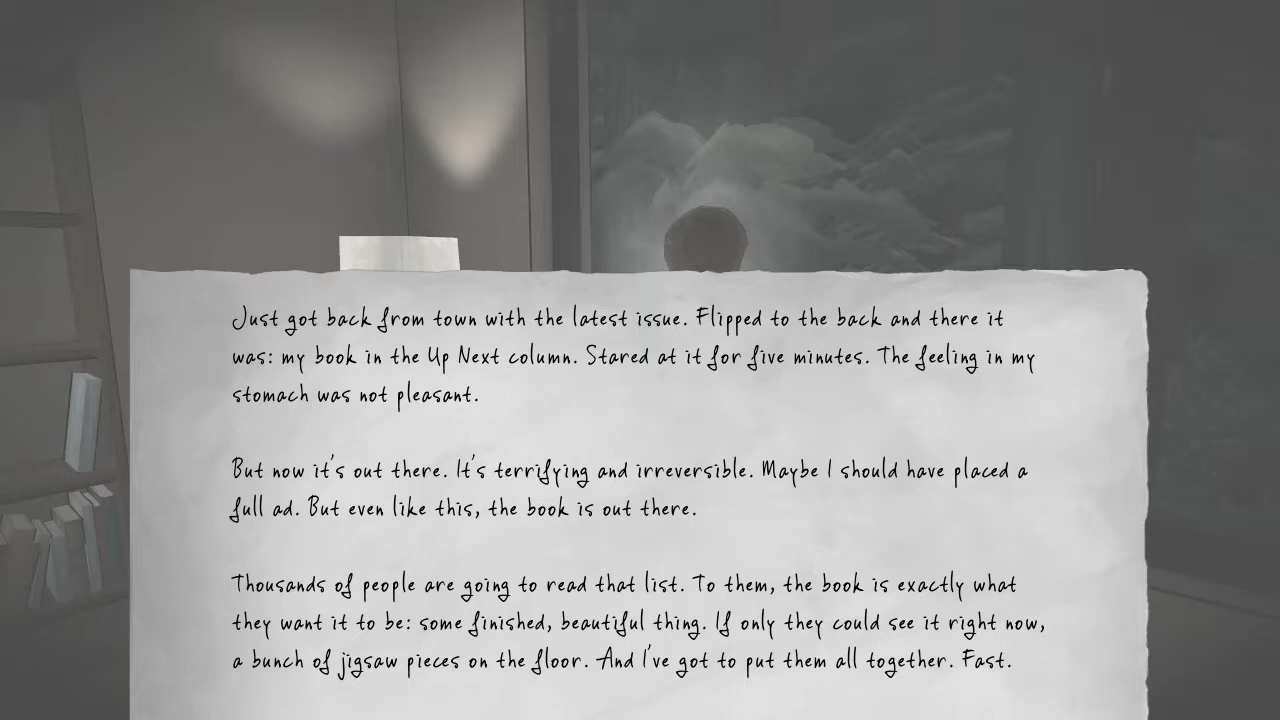 Just got back from town with the latest issue. Flipped to the back and there it
was: my book in the Up Next column. Stared at it for five minutes. The feeling in my
stomach was not pleasant.
But now it's out there. It's terrifying and irreversible. Maybe I should have placed a
full ad. But even like this, the book is out there.
Thousands of people are going to read that list. To them, the book is exactly what
they want it to be: some finished, beautiful thing. If only they could see it right now,
a bunch of jigsaw pieces on the floor. And I've got to put them all together. Fast.